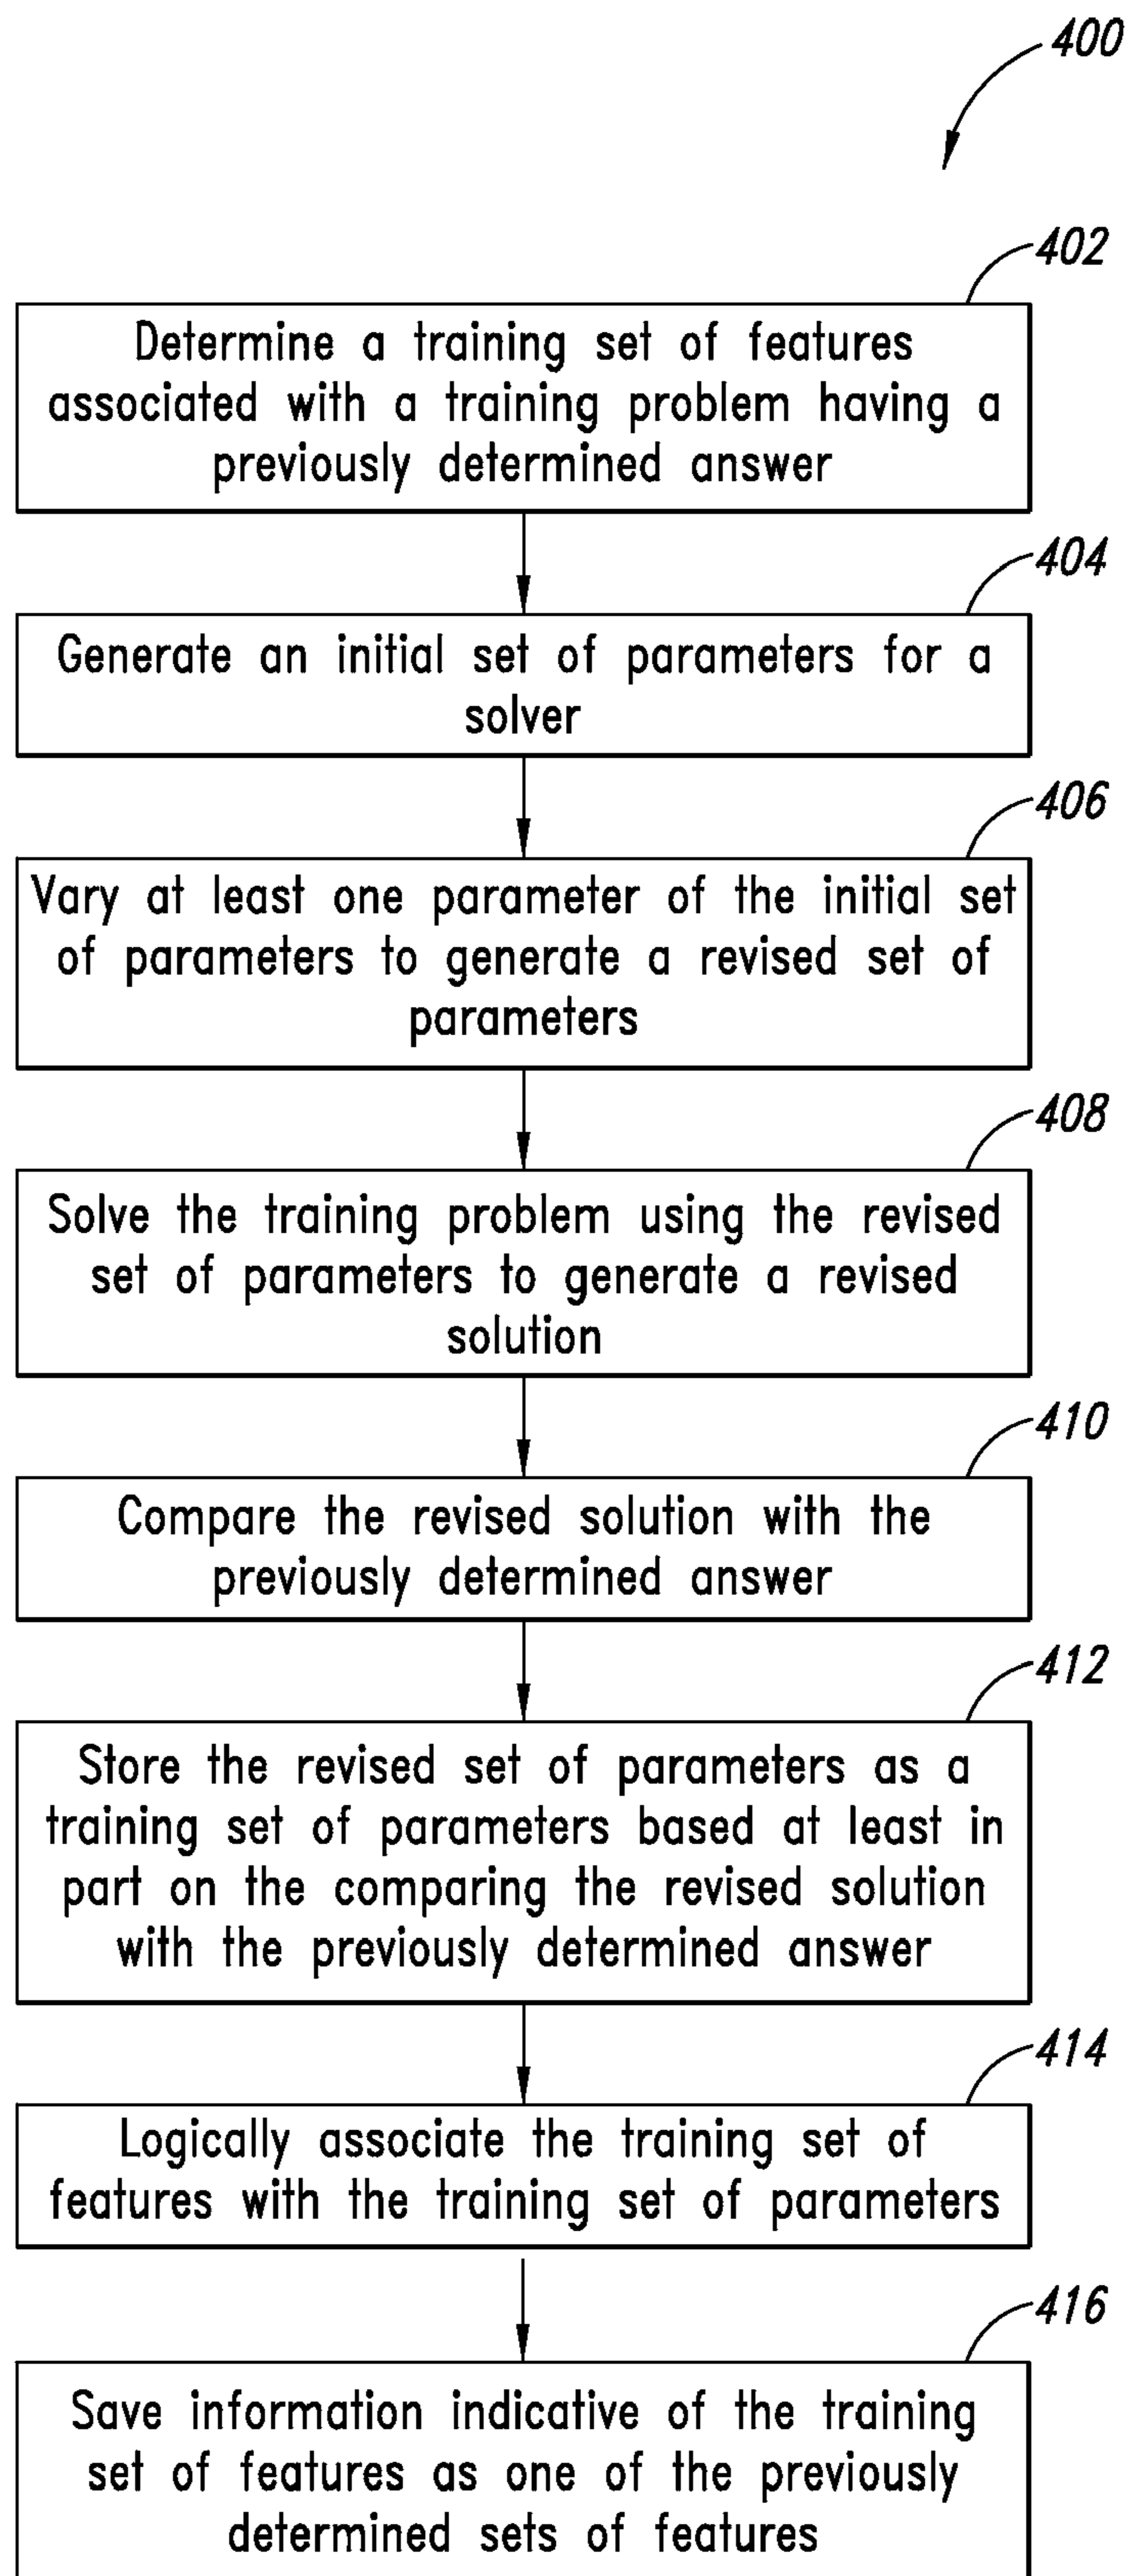 400
402
Determine a training set of features
associated with a training problem having a
previously determined answer
404
Generate an initial set of parameters for a
solver
406
Vary at least one parameter of the initial set
of parameters to generate a revised set of
parameters
408
Solve the training problem using the revised
set of parameters to generate a revised
solution
410
Compare the revised solution with the
previously determined answer
412
Store the revised set of parameters as a
training set of parameters based at least in
part on the comparing the revised solution
with the previously determined answer
414
Logically associate the training set of
features with the training set of parameters
416
Save information indicative of the training
set of features as one of the previously
determined sets of features